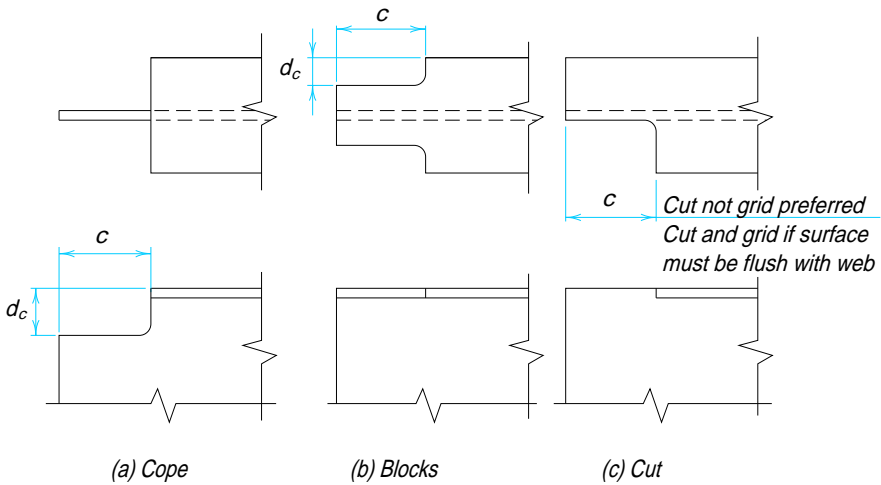 c
d_c
c
Cut not grid preferred
Cut and grid if surface
must be flush with web
c
d_c
(a) Cope
(b) Blocks
(c) Cut